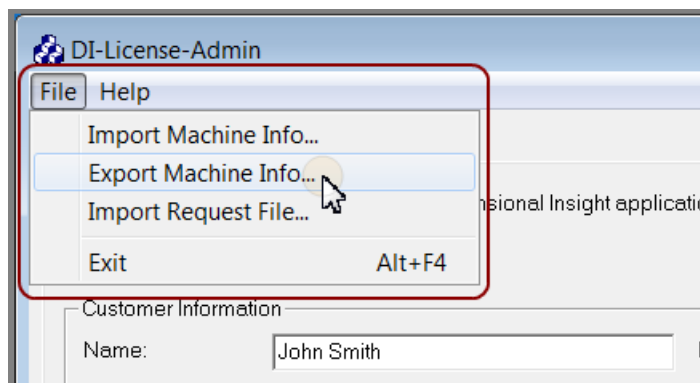 DI-License-Admin
File Help
Import Machine Info...
Export Machine Info...
Import Request File...
Insight
Exit Alt+F4
Customer Information
Name: John Smith